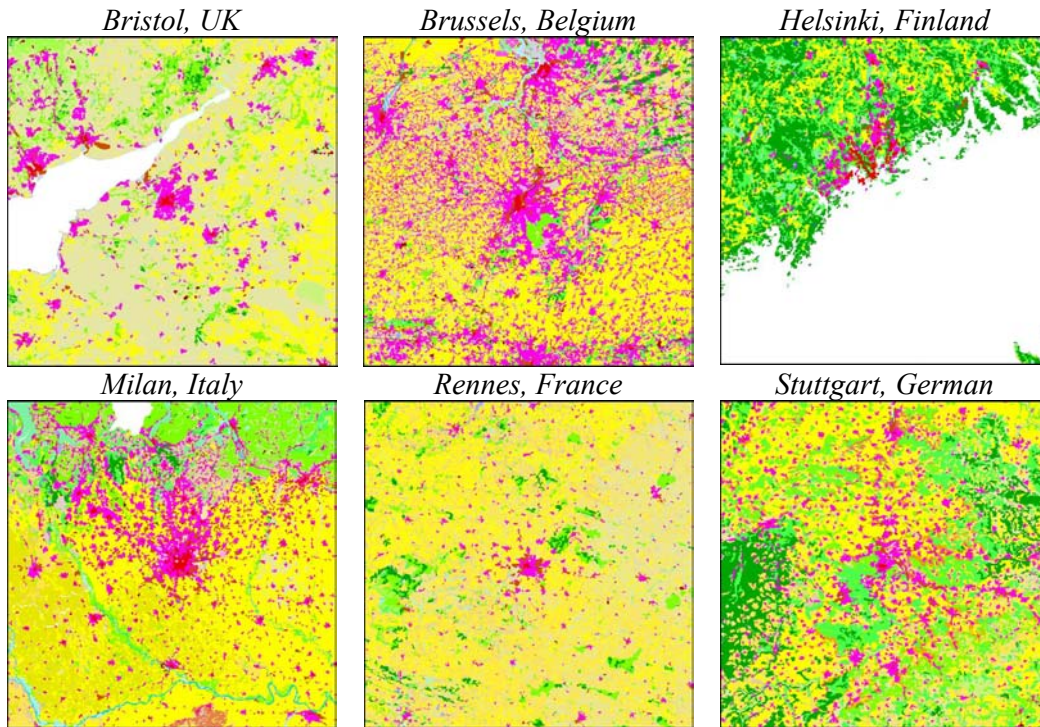 Bristol, UK
Brussels, Belgium
Helsinki, Finland
Milan, Italy
Rennes, France
Stuttgart, German